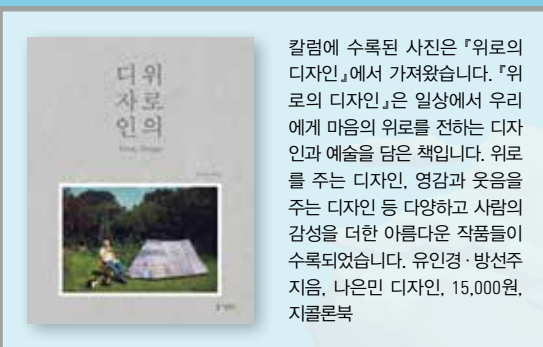 위로의
디자인
칼럼에 수록된 사진은 『위로의
디자인』에서 가져왔습니다. 『위
로의 디자인』은 일상에서 우리
에게 마음의 위로를 전하는 디자
인과 예술을 담은 책입니다. 위로
를 주는 디자인, 영감과 웃음을
주는 디자인 등 다양하고 사람의
감성을 더한 아름다운 작품들이
수록되었습니다. 유인경 · 방선주
지음, 나은민 디자인, 15,000원,
지콜론북